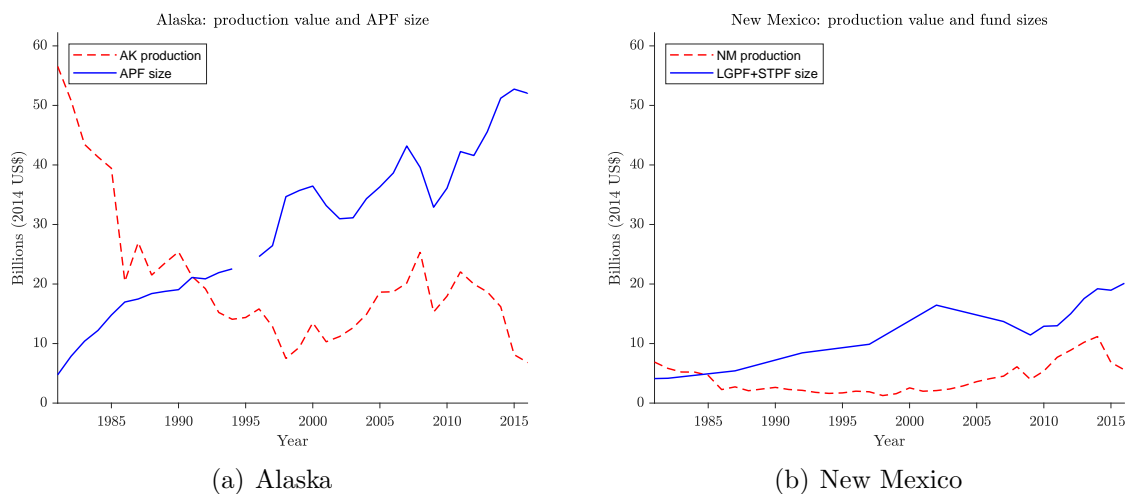 Alaska: production value and APF size
60
50
40
30
20
10
0
Billions (2014 US$)
AK production
APF size
1985 1990 1995 2000 2005 2010 2015
Year
(a) Alaska
New Mexico: production value and fund sizes
60
50
40
30
20
10
0
Billions (2014 US$)
NM production
LGPF+STPF size
1985 1990 1995 2000 2005 2010 2015
Year
(b) New Mexico